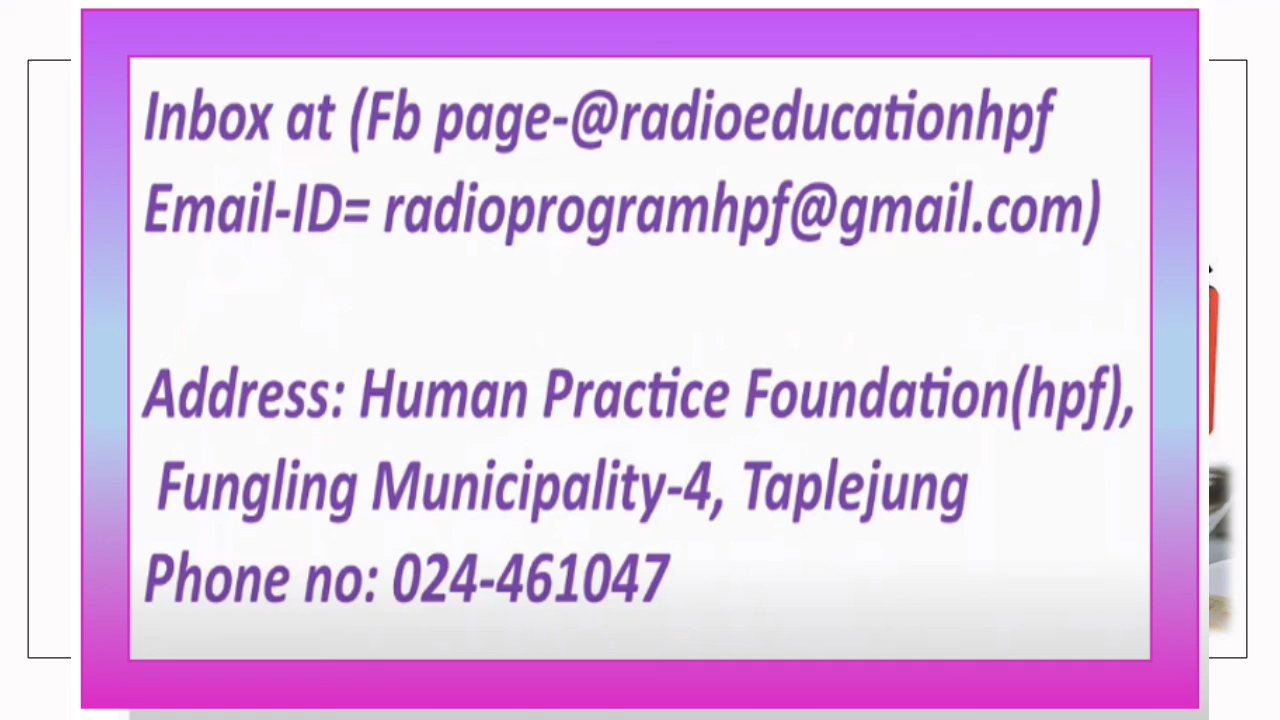 Inbox at (Fb page-@radioeducationhpf
Email-ID= radioprogramhpf@gmail.com)
Address: Human Practice Foundation(hpf),
Fungling Municipality-4, Taplejung
Phone no: 024-461047